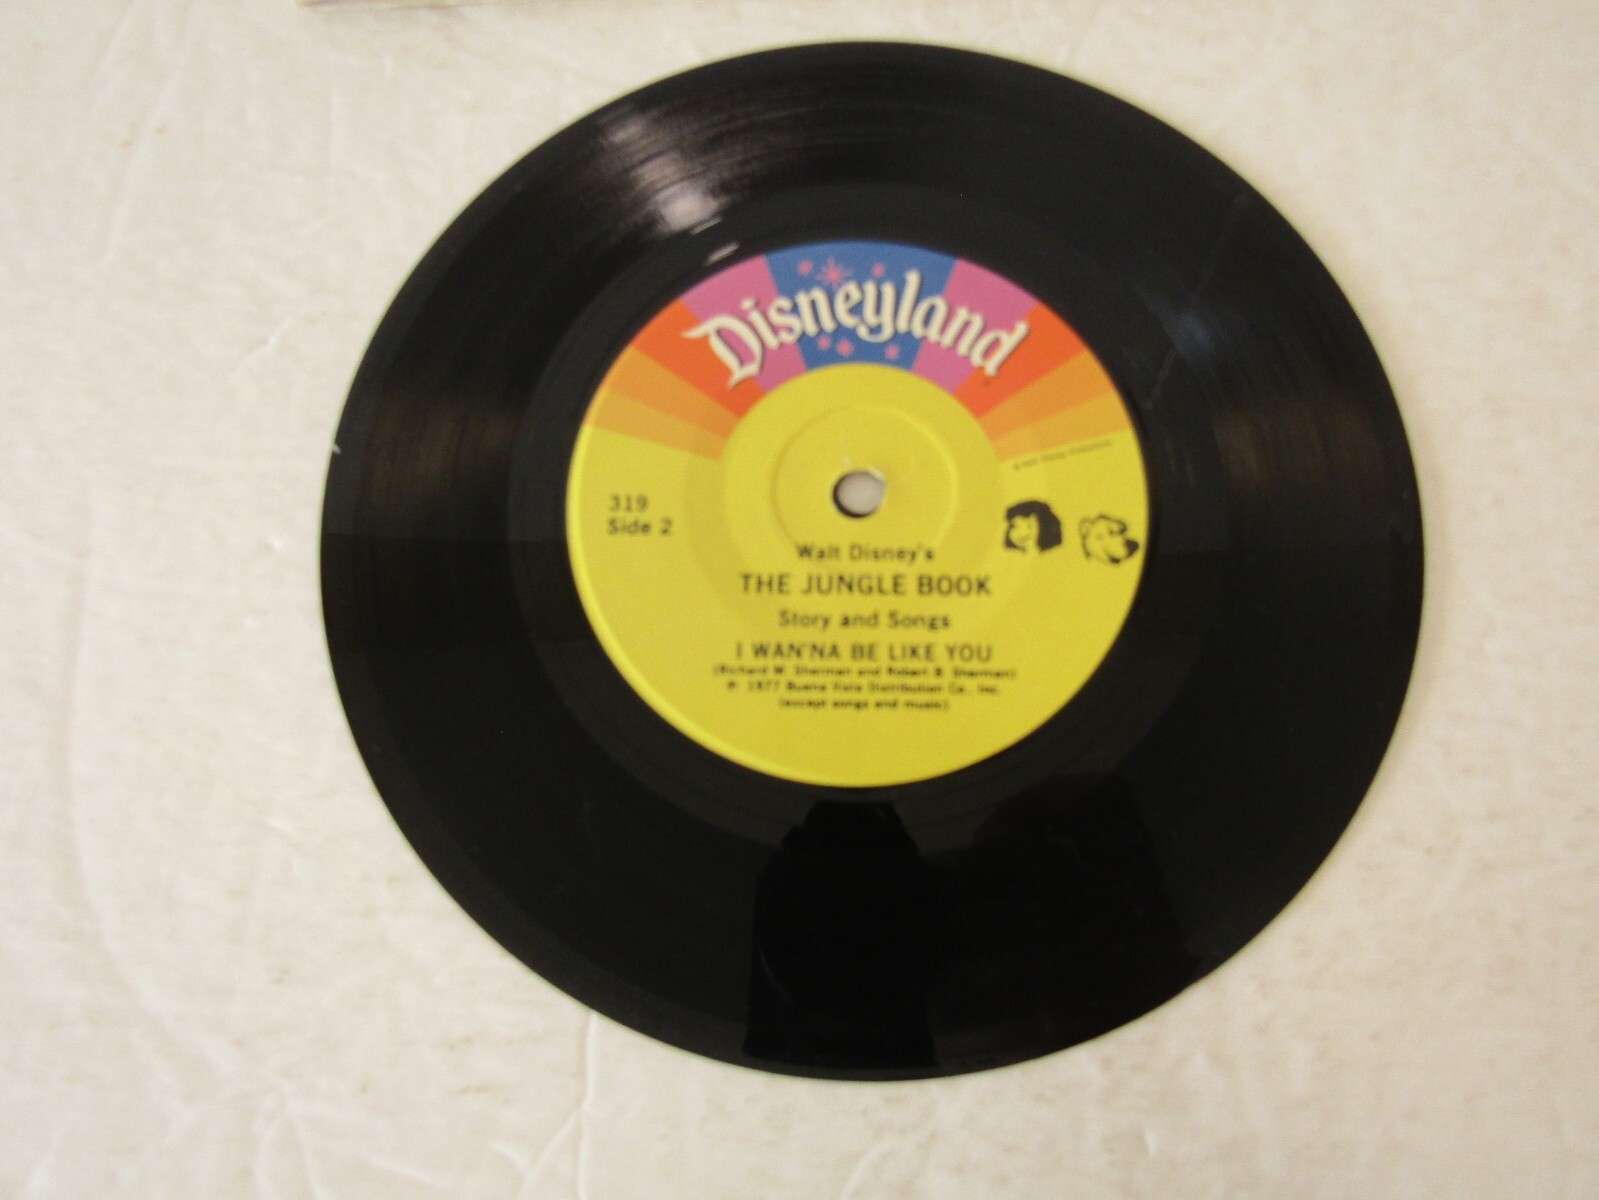 Disneyland
319
Side 2
Walt Disney's
THE JUNGLE BOOK
Story and Songs
I WAN'NA BE LIKE YOU
(Richard M. Sherman and Robert B. Sherman)
℗ 1977 Buena Vista Distribution Co., Inc.
(except songs and music)